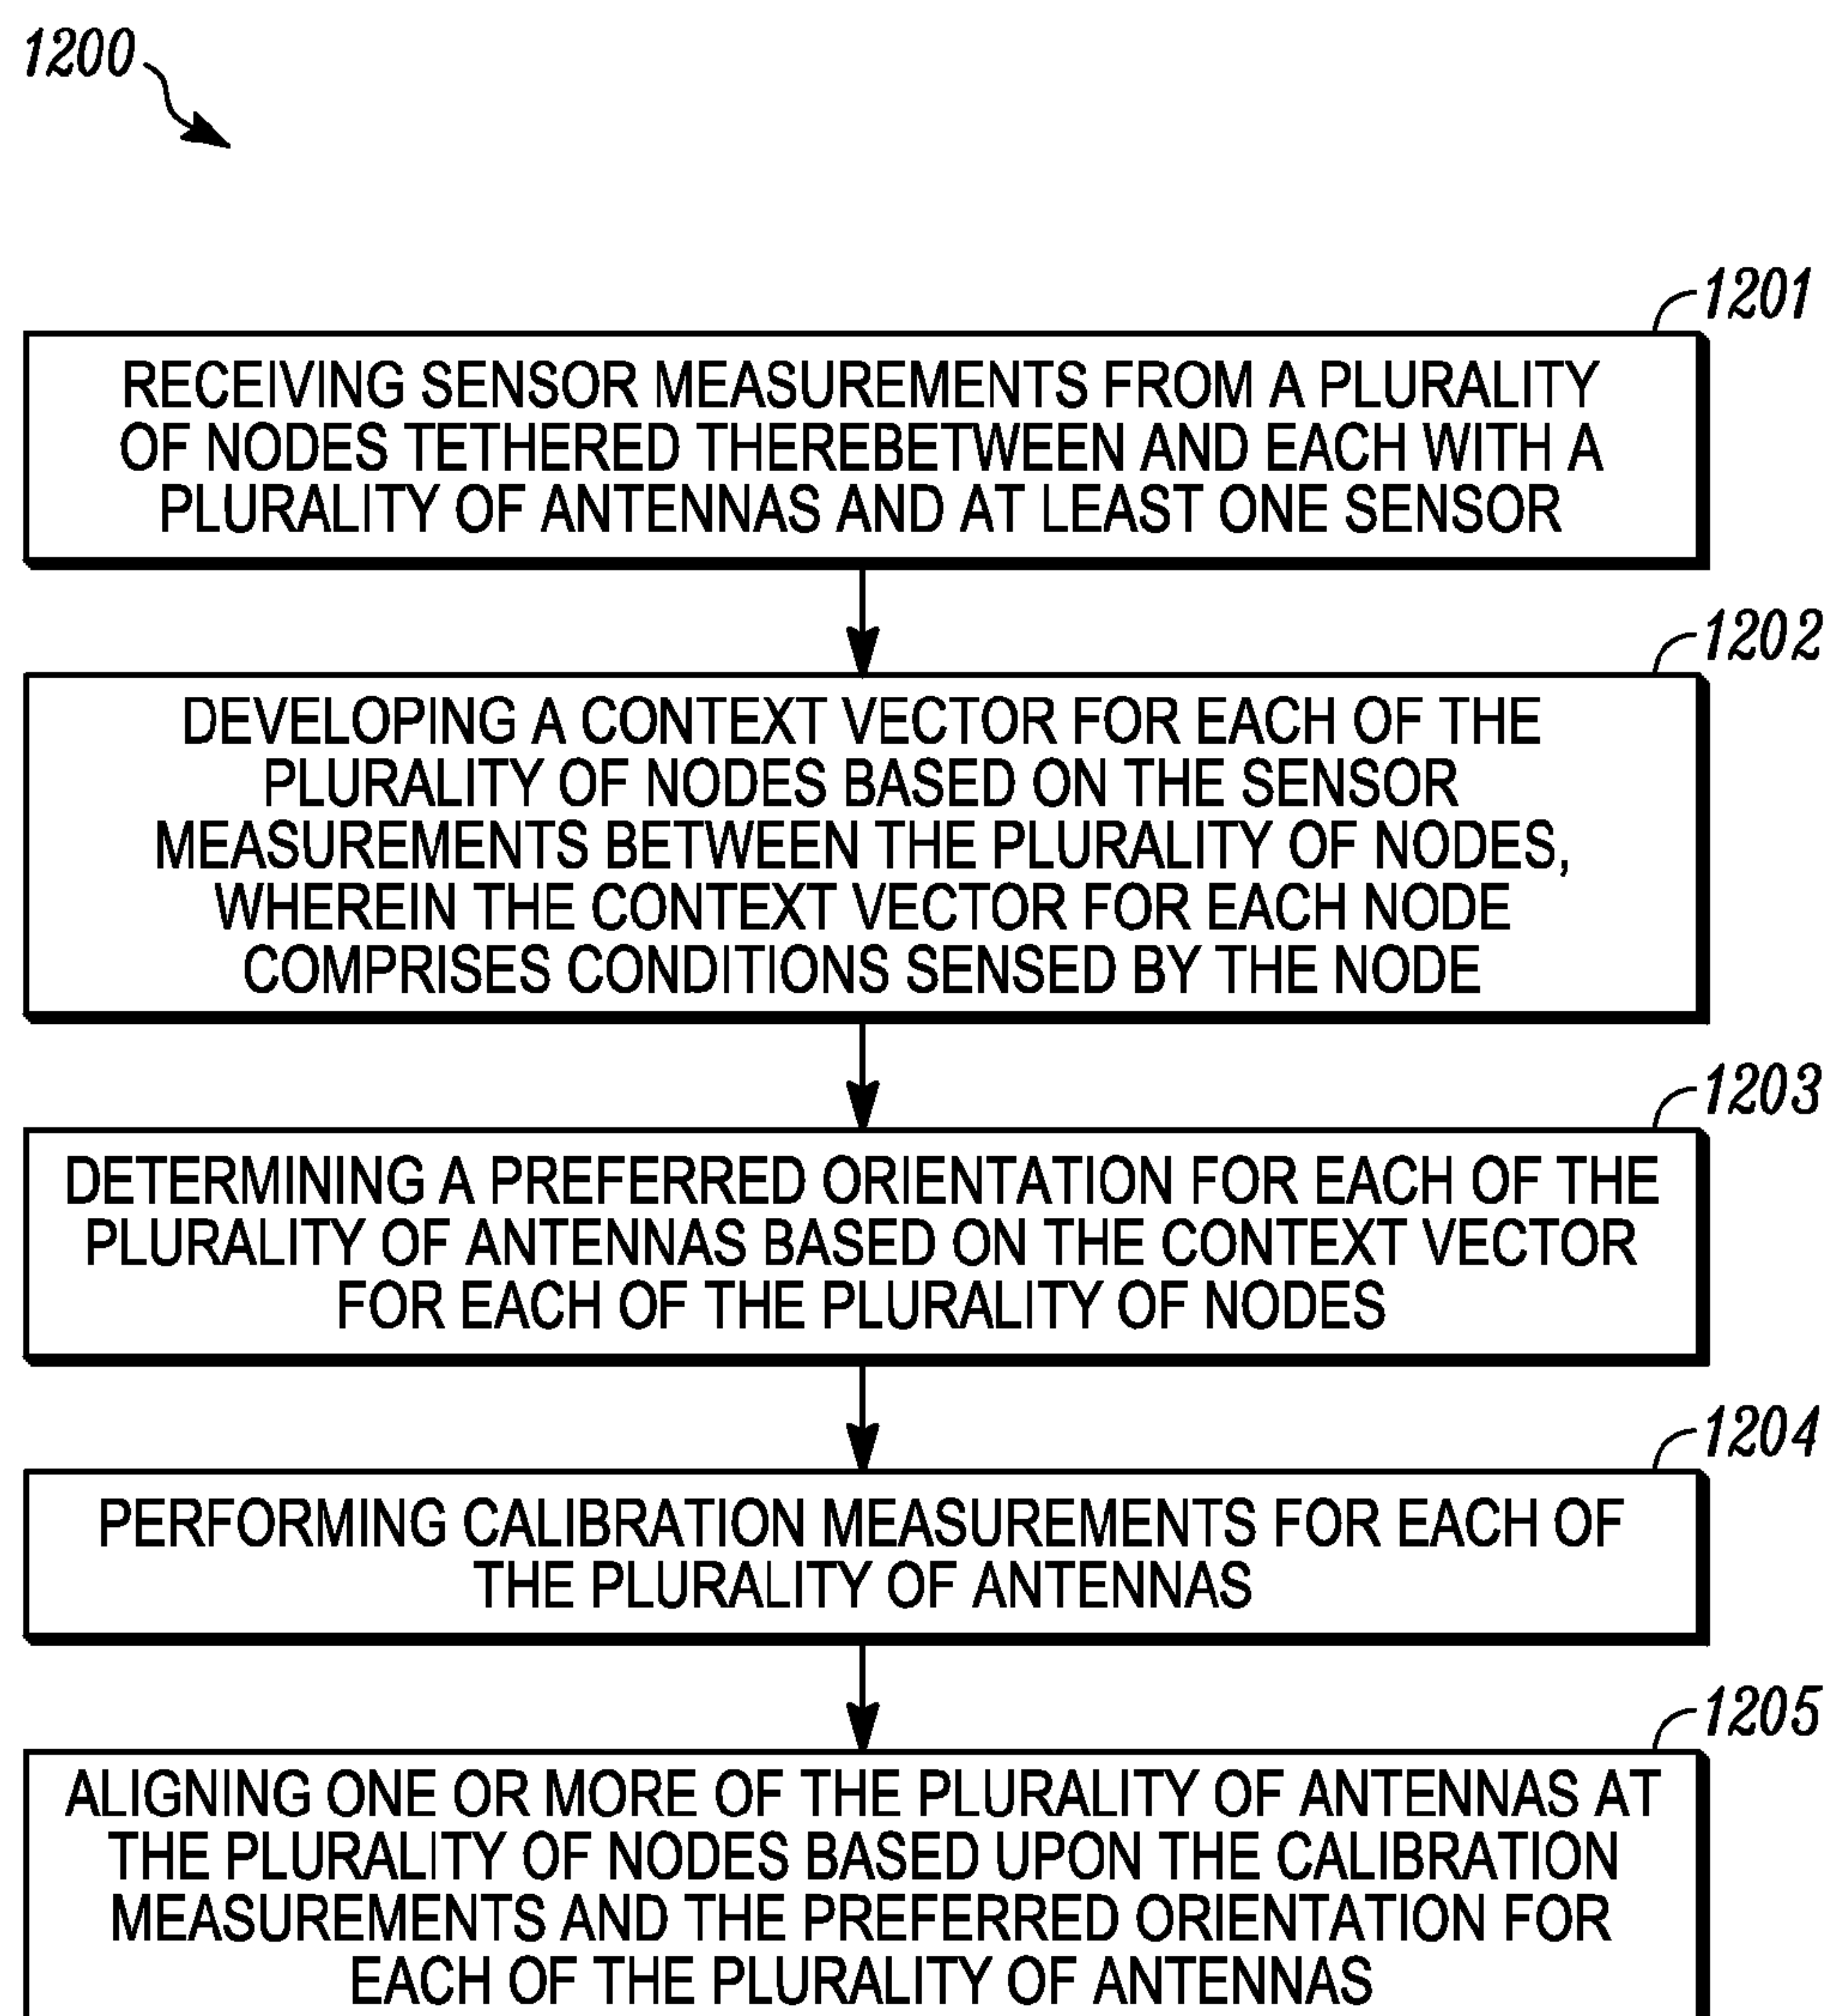 1200
1201
RECEIVING SENSOR MEASUREMENTS FROM A PLURALITY
OF NODES TETHERED THEREBETWEEN AND EACH WITH A
PLURALITY OF ANTENNAS AND AT LEAST ONE SENSOR
1202
DEVELOPING A CONTEXT VECTOR FOR EACH OF THE
PLURALITY OF NODES BASED ON THE SENSOR
MEASUREMENTS BETWEEN THE PLURALITY OF NODES,
WHEREIN THE CONTEXT VECTOR FOR EACH NODE
COMPRISES CONDITIONS SENSED BY THE NODE
1203
DETERMINING A PREFERRED ORIENTATION FOR EACH OF THE
PLURALITY OF ANTENNAS BASED ON THE CONTEXT VECTOR
FOR EACH OF THE PLURALITY OF NODES
1204
PERFORMING CALIBRATION MEASUREMENTS FOR EACH OF
THE PLURALITY OF ANTENNAS
1205
ALIGNING ONE OR MORE OF THE PLURALITY OF ANTENNAS AT
THE PLURALITY OF NODES BASED UPON THE CALIBRATION
MEASUREMENTS AND THE PREFERRED ORIENTATION FOR
EACH OF THE PLURALITY OF ANTENNAS